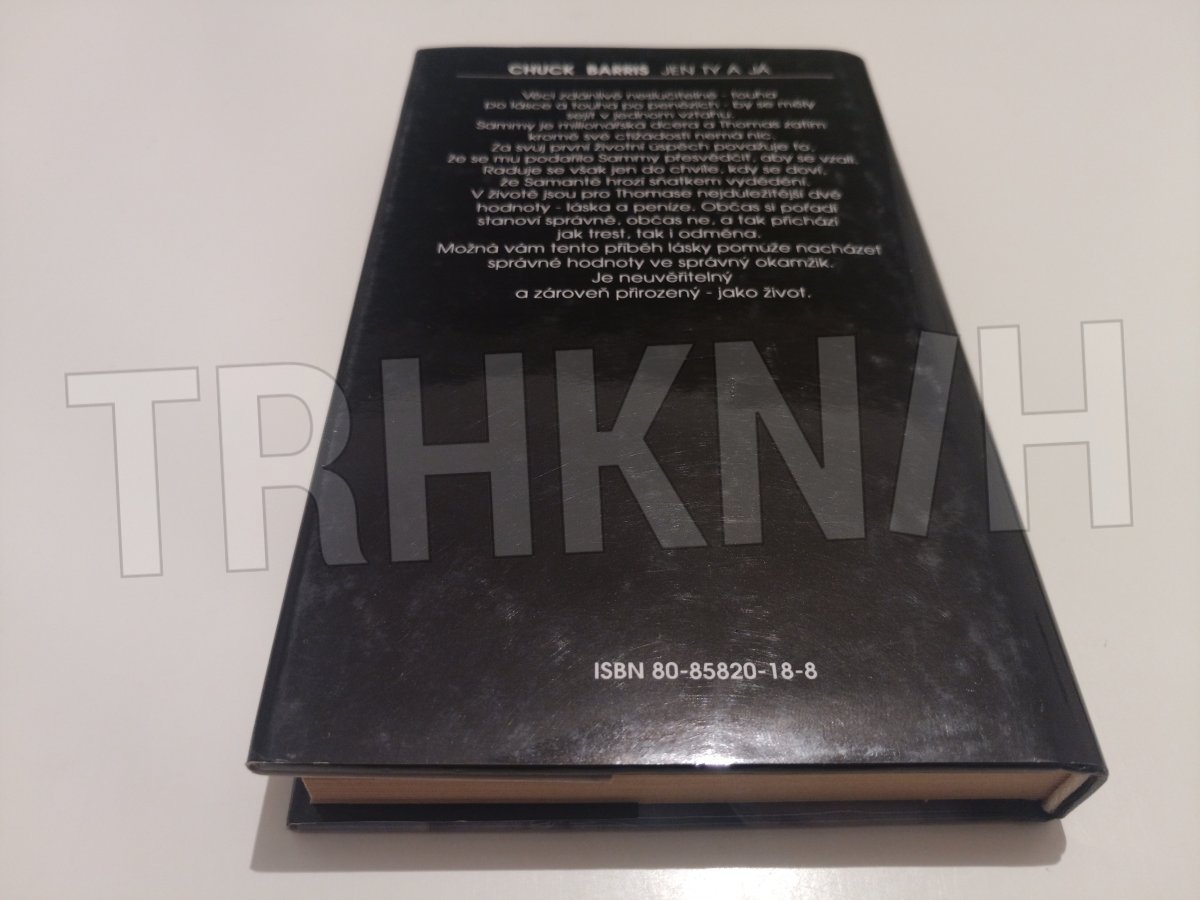 CHUCK BARRIS JEN TY A JÁ
Věci zdánlivě neslučitelné - touha
po lásce a touha po penězích - by se měly
sejít v jednom vztahu.
Sammy je milionářská dcera a Thomas zatím
kromě své ctižádosti nemá nic.
Za svůj první životní úspěch považuje to,
že se mu podařilo Sammy přesvědčit, aby se vzali.
Raduje se však jen do chvíle, kdy se doví,
že Samantě hrozí sňatkem vydědění.
V životě jsou pro Thomase nejdůležitější dvě
hodnoty - láska a peníze. Občas si pořadí
stanoví správně, občas ne, a tak přichází
jak trest, tak i odměna.
Možná vám tento příběh lásky pomůže nacházet
správné hodnoty ve správný okamžik.
Je neuvěřitelný
a zároveň přirozený - jako život.
TRHKN/H
ISBN 80-85820-18-8